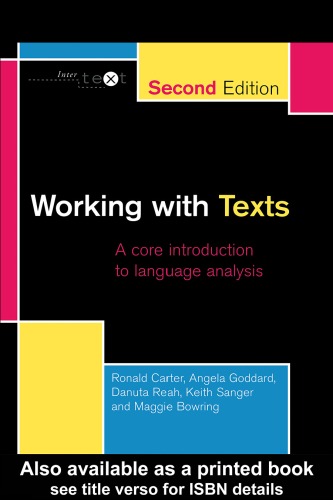 Inter
text
Second Edition
Working with Texts
A core introduction
to language analysis
Ronald Carter, Angela Goddard,
Danuta Reah, Keith Sanger
and Maggie Bowring
Also available as a printed book
see title verso for ISBN details